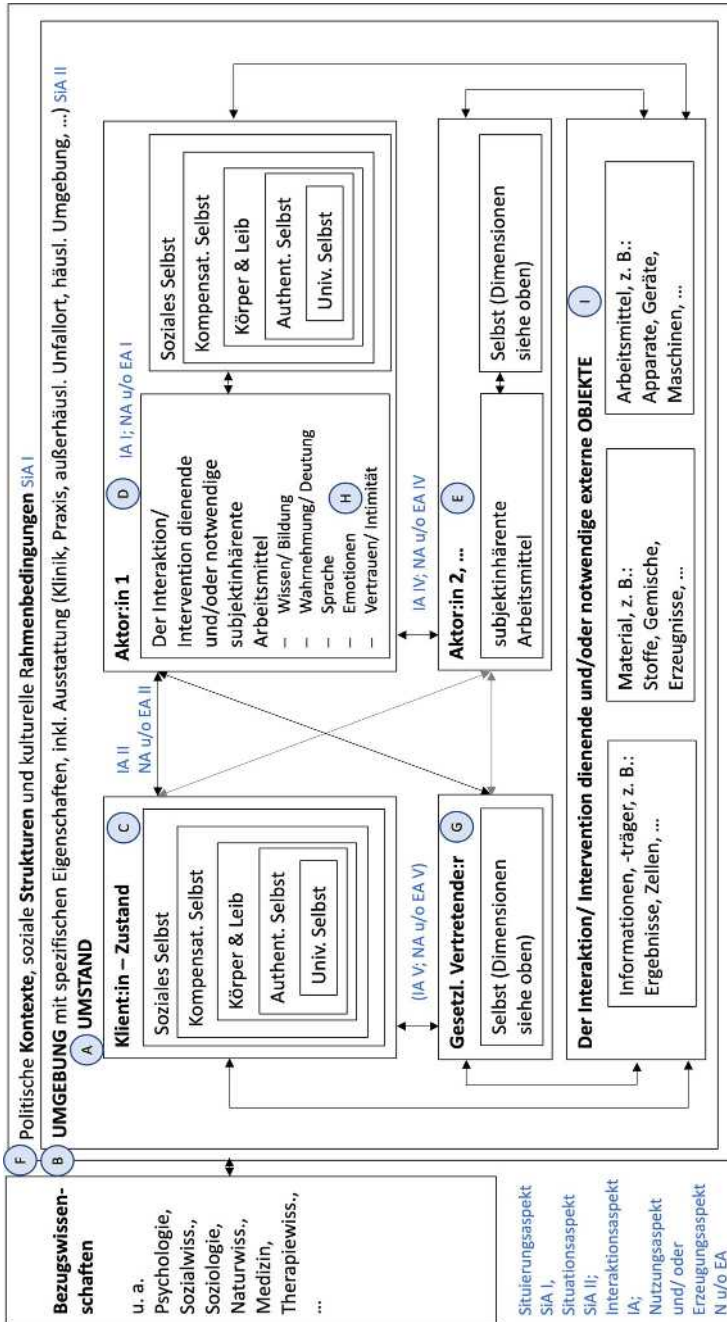 F
Politische Kontexte, soziale Strukturen und kulturelle Rahmenbedingungen SiA I
B
UMGEBUNG mit spezifischen Eigenschaften, inkl. Ausstattung (Klinik, Praxis, außerhäusl. Unfallort, häusl. Umgebung, ...) SiA II
A
UMSTAND
Bezugswissen-
schaften
u. a.
Psychologie,
Sozialwiss.,
Soziologie,
Naturwiss.,
Medizin,
Therapiewiss.,
...
Klient:in – Zustand
C
Soziales Selbst
Kompensat. Selbst
Körper & Leib
Authent. Selbst
Univ. Selbst
IA II
NA u/o EA II
Aktor:in 1
D
IA I; NA u/o EA I
Der Interaktion/
Intervention dienende
und/oder notwendige
subjektinhärente
Arbeitsmittel
– Wissen/ Bildung
– Wahrnehmung/ Deutung
– Sprache
– Emotionen
– Vertrauen/ Intimität
H
Soziales Selbst
Kompensat. Selbst
Körper & Leib
Authent. Selbst
Univ. Selbst
(IA V; NA u/o EA V)
IA IV; NA u/o EA IV
Gesetzl. Vertretende:r
G
Selbst (Dimensionen
siehe oben)
Aktor:in 2, ...
E
subjektinhärente
Arbeitsmittel
Selbst (Dimensionen
siehe oben)
Der Interaktion/ Intervention dienende und/oder notwendige externe OBJEKTE
I
Informationen, -träger, z. B.:
Ergebnisse, Zellen, ...
Material, z. B.:
Stoffe, Gemische,
Erzeugnisse, ...
Arbeitsmittel, z. B.:
Apparate, Geräte,
Maschinen, ...
Situierungsaspekt
SiA I,
Situationsaspekt
SiA II;
Interaktionsaspekt
IA;
Nutzungsaspekt
und/ oder
Erzeugungsaspekt
N u/o EA